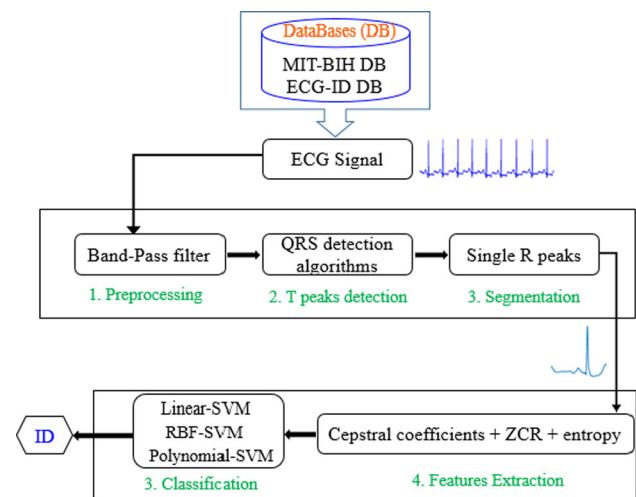 DataBases (DB)
MIT-BIH DB
ECG-ID DB
ECG Signal
Band-Pass filter
QRS detection
algorithms
Single R peaks
1. Preprocessing
2. T peaks detection
3. Segmentation
Linear-SVM
RBF-SVM
Polynomial-SVM
ID
Cepstral coefficients + ZCR + entropy
3. Classification
4. Features Extraction